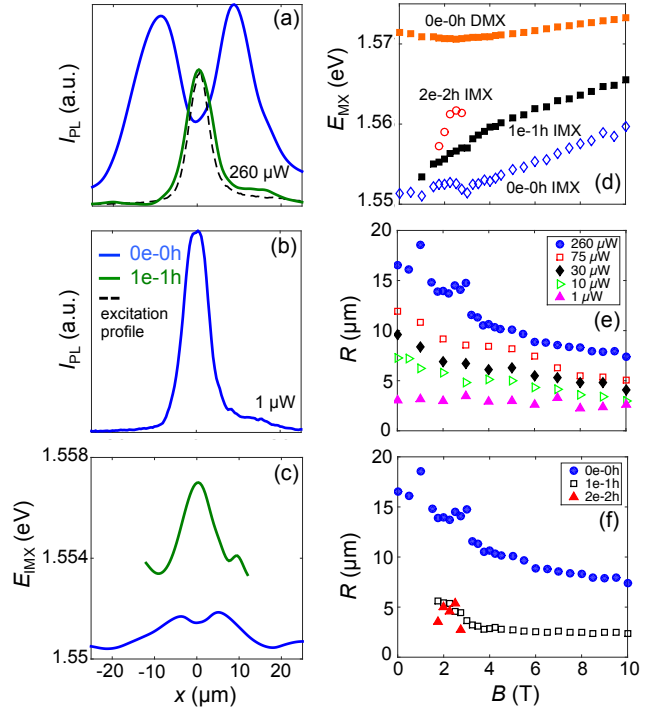 (a)
I_PL (a.u.)
260 µW
(b)
0e-0h
1e-1h
excitation
profile
I_PL (a.u.)
1 µW
(c)
1.558
1.554
1.55
E_IMX (eV)
-20 -10 0 10 20
x (µm)
0e-0h DMX
1.57
2e-2h IMX
1.56
1e-1h IMX
0e-0h IMX
1.55
E_MX (eV)
(d)
20
15
10
5
0
R (µm)
260 µW
75 µW
30 µW
10 µW
1 µW
(e)
20
15
10
5
0
R (µm)
0e-0h
1e-1h
2e-2h
(f)
0 2 4 6 8 10
B (T)